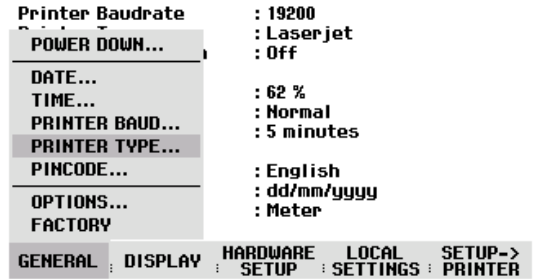 Printer Baudrate : 19200
: Laserjet
POWER DOWN... : Off
DATE...
TIME... : 62 %
PRINTER BAUD... : Normal
: 5 minutes
PRINTER TYPE...
PINCODE... : English
OPTIONS... : dd/mm/yyyy
FACTORY : Meter
GENERAL : DISPLAY : HARDWARE SETUP : LOCAL SETTINGS : SETUP-> PRINTER